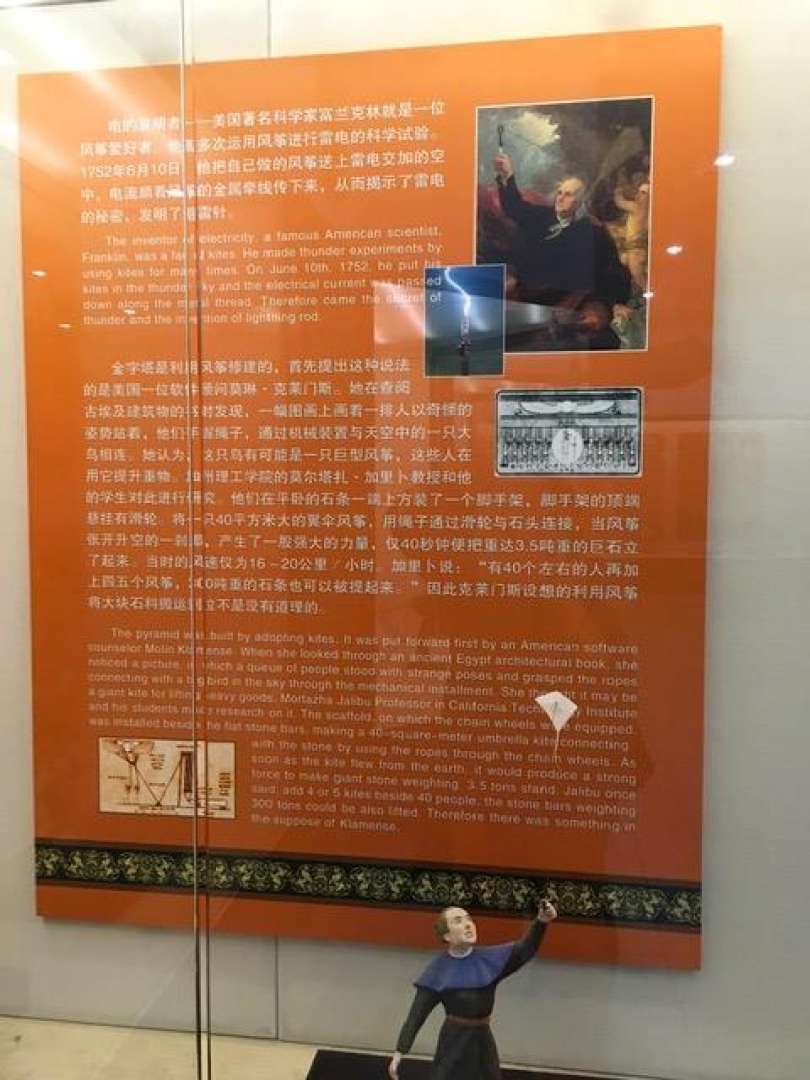 电的发明者——美国著名科学家富兰克林就是一位
风筝爱好者。他 多次运用风筝进行雷电的科学试验。
1752年6月10日,他把自己做的风筝送上雷电交加的空
中,电流顺着风筝的金属牵线传下来,从而揭示了雷电
的秘密,发明了避雷针。
The inventor of electricity, a famous American scientist,
Franklin, was a fan of kites. He made thunder experiments by
using kites for many times. On June 10th, 1752, he put his
kites in the thunder sky and the electrical current was passed
down along the metal thread. Therefore came the secret of
thunder and the invention of lightning rod.
金字塔是利用风筝修建的,首先提出这种说法
的是美国一位软件顾问莫琳·克莱门斯。她在查阅
古埃及建筑物的 时发现,一幅图画上画着一排人以奇怪的
姿势站着,他们手握绳子,通过机械装置与天空中的一只大
鸟相连。她认为,这只鸟有可能是一只巨型风筝,这些人在
用它提升重物。加州理工学院的莫尔塔扎·加里卜教授和他
的学生对此进行研究。他们在平卧的石条一端上方装了一个脚手架,脚手架的顶端
悬挂有滑轮。将一只40平方米大的翼伞风筝,用绳子通过滑轮与石头连接,当风筝
张开升空的一刹那,产生了一股强大的力量,仅40秒钟便把重达3.5吨重的巨石立
了起来。当时的风速仅为16-20公里/小时。加里卜说:“有40个左右的人再加
上四五个风筝,300吨重的石条也可以被提起来。”因此克莱门斯设想的利用风筝
将大块石料搬运到位不是没有道理的。
The pyramid was built by adopting kites. It was put forward first by an American software
counselor Molin Klamense. When she looked through an ancient Egypt architectural book, she
noticed a picture, in which a queue of people stood with strange poses and grasped the ropes
connecting with a big bird in the sky through the mechanical installment. She thought it may be
a giant kite for lifting heavy goods. Mortazha Jalibu Professor in California Technology Institute
and his students make research on it. The scaffold, on which the chain wheels were equipped,
was installed beside the flat stone bars, making a 40-square-meter umbrella kite connecting
with the stone by using the ropes through the chain wheels. As
soon as the kite flew from the earth, it would produce a strong
force to make giant stone weighting 3.5 tons stand. Jalibu once
said, add 4 or 5 kites beside 40 people, the stone bars weighting
300 tons could be also lifted. Therefore there was something in
the suppose of Klamense.